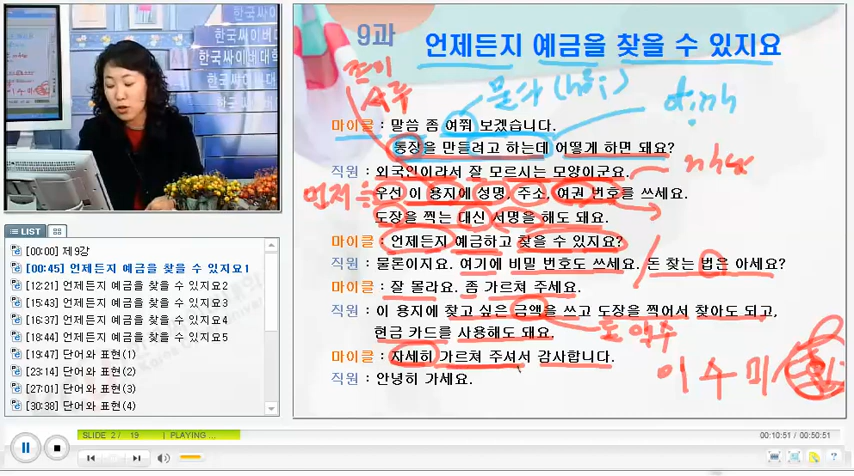 9과 언제든지 예금을 찾을 수 있지요
마이클: 말씀 좀 여쭤 보겠습니다.
통장을 만들려고 하는데 어떻게 하면 돼요?
직원: 외국인이라서 잘 모르시는 모양이군요.
우선 이 용지에 성명, 주소, 여권 번호를 쓰세요.
도장을 찍는 대신 서명을 해도 돼요.
마이클: 언제든지 예금하고 찾을 수 있지요?
직원: 물론이지요. 여기에 비밀 번호도 쓰세요. 돈 찾는 법은 아세요?
마이클: 잘 몰라요. 좀 가르쳐 주세요.
직원: 이 용지에 찾고 싶은 금액을 쓰고 도장을 찍어서 찾아도 되고,
현금 카드를 사용해도 돼요.
마이클: 자세히 가르쳐 주셔서 감사합니다.
직원: 안녕히 가세요.
이수미
한국싸이버대
한국싸이버대학
LIST
[00:00] 제9강
[00:45] 언제든지 예금을 찾을 수 있지요1
[12:21] 언제든지 예금을 찾을 수 있지요2
[15:43] 언제든지 예금을 찾을 수 있지요3
[16:37] 언제든지 예금을 찾을 수 있지요4
[18:44] 언제든지 예금을 찾을 수 있지요5
[19:47] 단어와 표현(1)
[23:14] 단어와 표현(2)
[27:01] 단어와 표현(3)
[30:38] 단어와 표현(4)
SLIDE 2 / 19 PLAYING ...
00:10:51 / 00:50:51